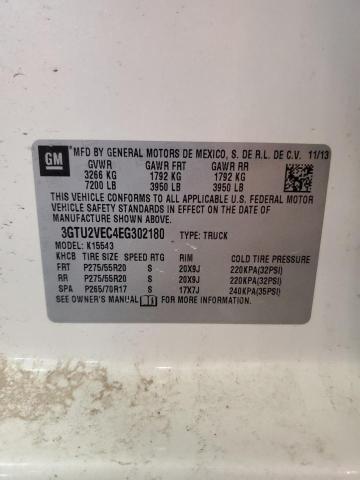 GM
MFD BY GENERAL MOTORS DE MEXICO, S. DE R.L. DE C.V. 11/13
GVWR GAWR FRT GAWR RR
3266 KG 1792 KG 1792 KG
7200 LB 3950 LB 3950 LB
THIS VEHICLE CONFORMS TO ALL APPLICABLE U.S. FEDERAL MOTOR
VEHICLE SAFETY STANDARDS IN EFFECT ON THE DATE OF
MANUFACTURE SHOWN ABOVE.
3GTU2VEC4EG302180 TYPE: TRUCK
MODEL: K15543
KHCB TIRE SIZE SPEED RTG RIM COLD TIRE PRESSURE
FRT P275/55R20 S 20X9J 220KPA(32PSI)
RR P275/55R20 S 20X9J 220KPA(32PSI)
SPA P265/70R17 S 17X7J 240KPA(35PSI)
SEE OWNER'S MANUAL FOR ADDITIONAL INFORMATION.